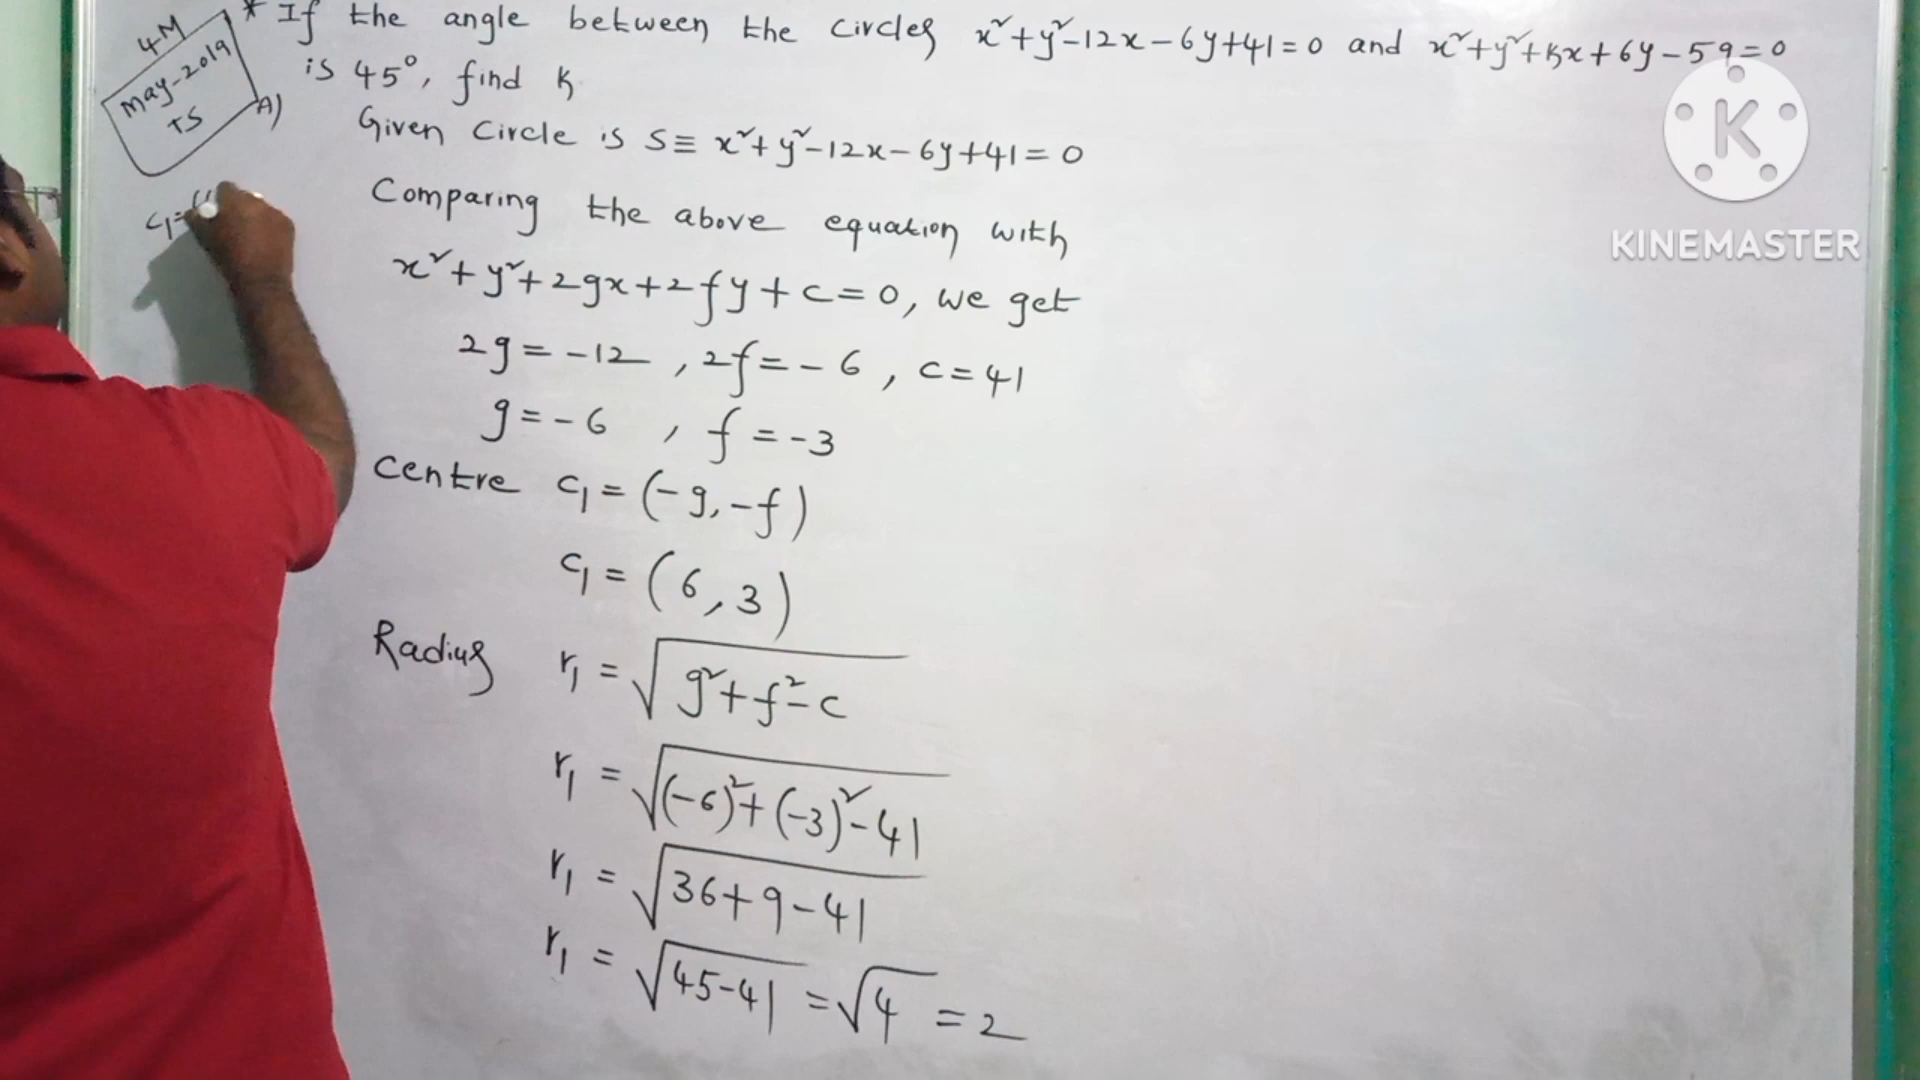 4M
May-2019
TS
* If the angle between the circles x²+y²-12x-6y+41=0 and x²+y²+kx+6y-59=0
is 45°, find k
A)
Given circle is S≡ x²+y²-12x-6y+41=0
C₁=(
Comparing the above equation with
x²+y²+2gx+2fy+c=0, we get
2g=-12, 2f=-6, c=41
g=-6, f=-3
Centre C₁=(-g,-f)
C₁=(6,3)
Radius r₁=√g²+f²-c
r₁=√(-6)²+(-3)²-41
r₁=√36+9-41
r₁=√45-41=√4=2
K
KINEMASTER